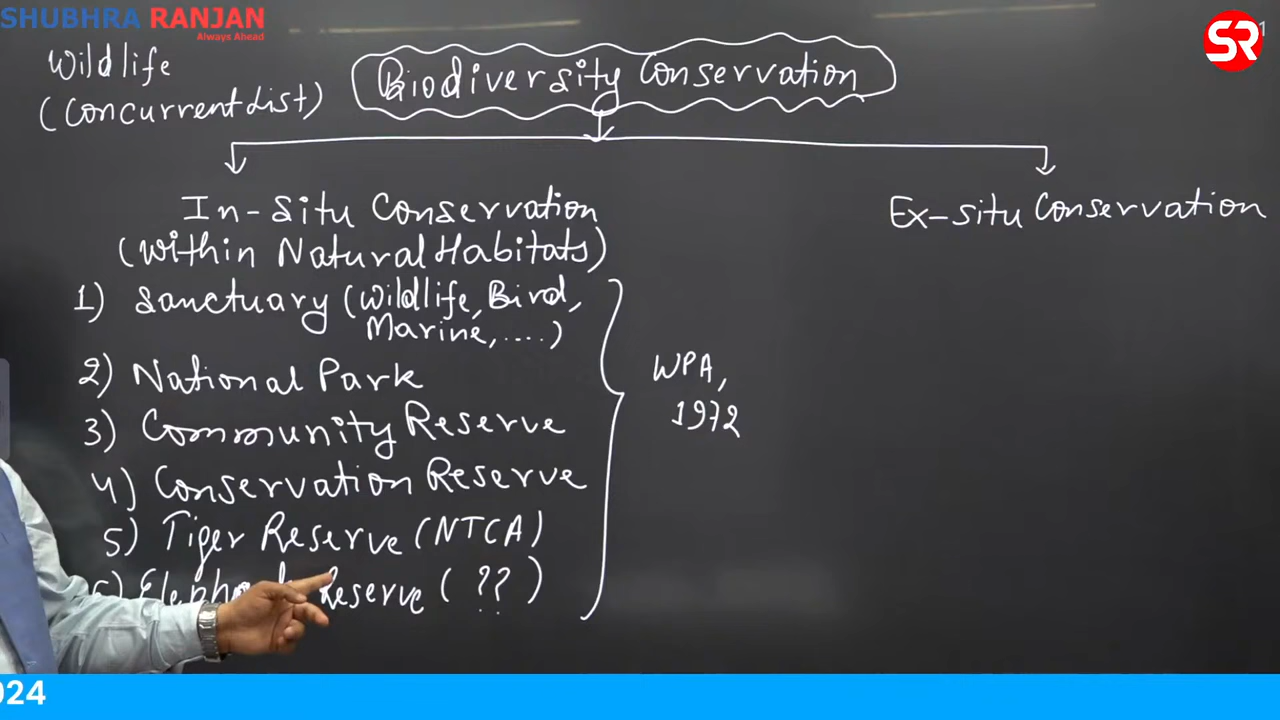 SHUBHRA RANJAN
Always Ahead
SR
1
Wildlife
(Concurrent List)
Biodiversity Conservation
In-Situ Conservation
(Within Natural Habitats)
1) Sanctuary (Wildlife, Bird,
Marine,....)
2) National Park
3) Community Reserve
4) Conservation Reserve
5) Tiger Reserve (NTCA)
Reserve (??)
WPA,
1972
Ex-situ Conservation
024